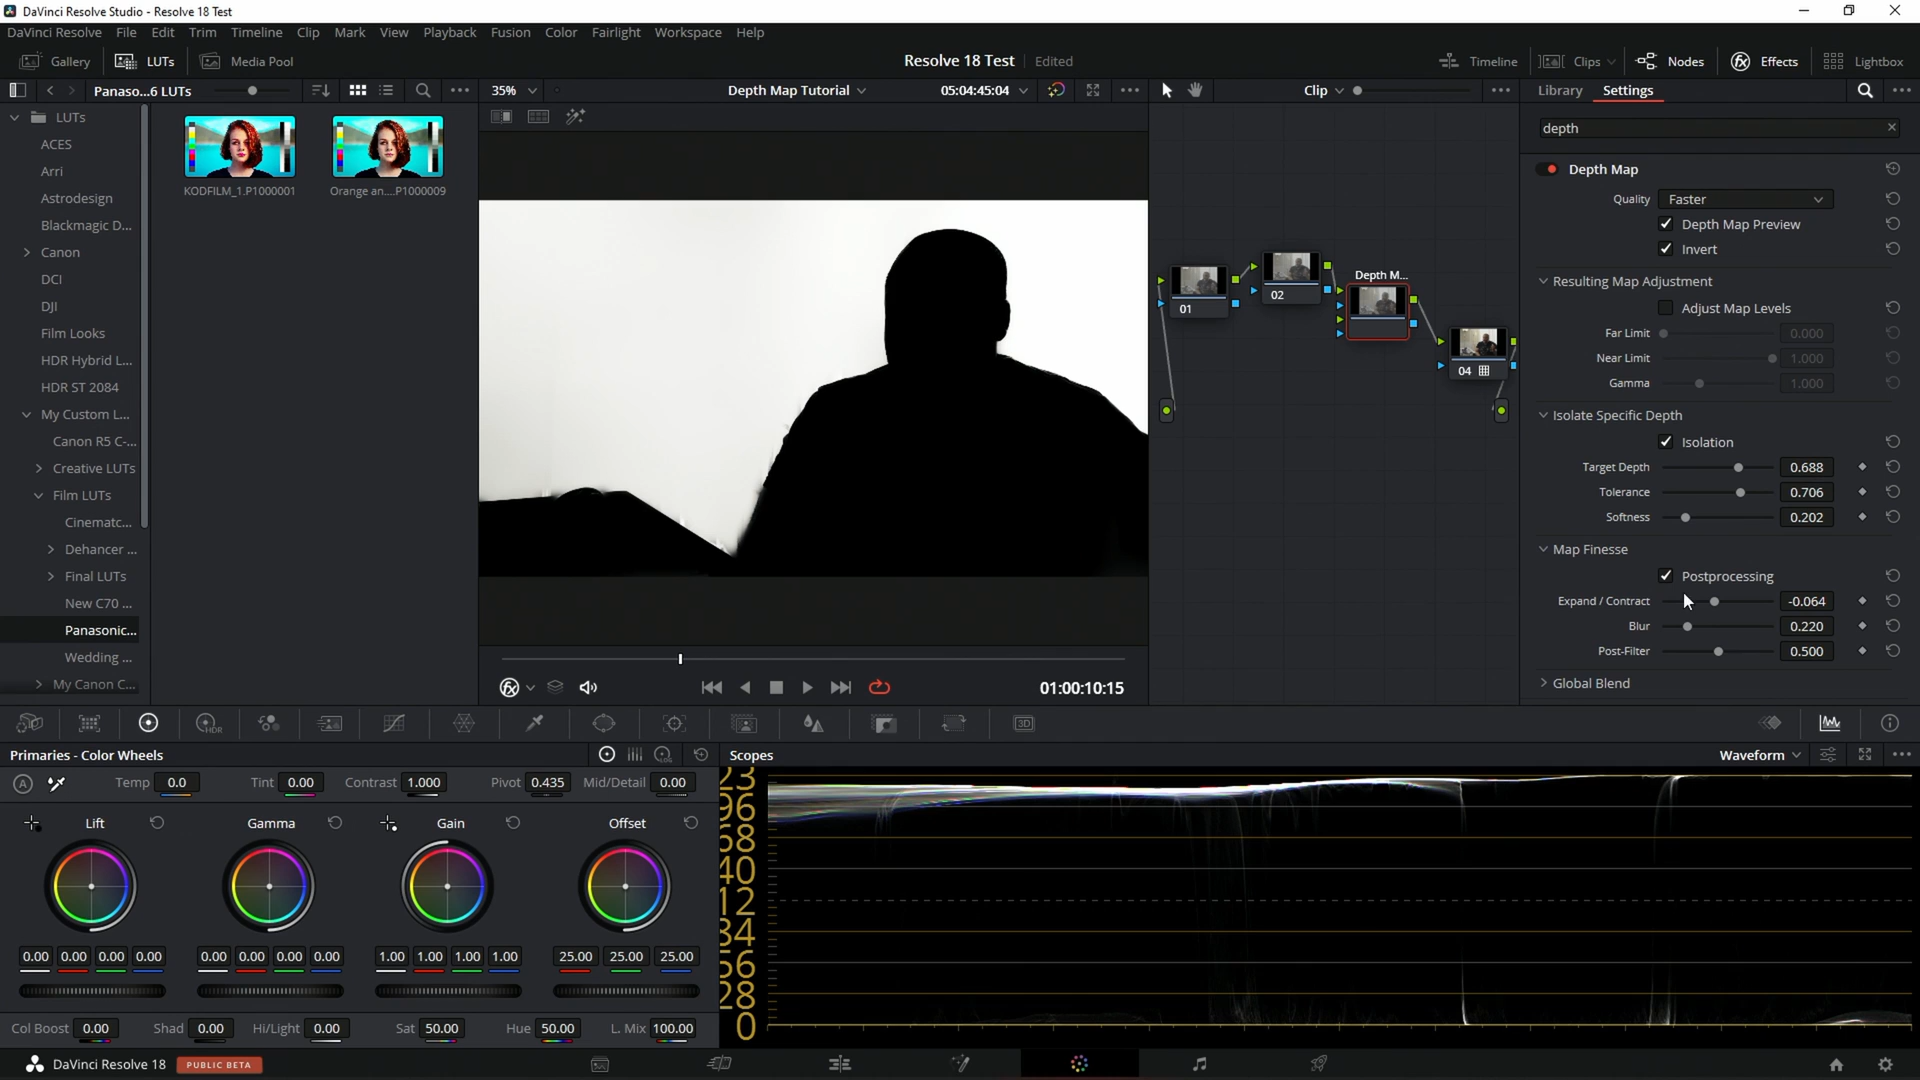 DaVinci Resolve Studio - Resolve 18 Test
DaVinci Resolve File Edit Trim Timeline Clip Mark View Playback Fusion Color Fairlight Workspace Help
Gallery LUTs Media Pool Resolve 18 Test Edited Timeline Clips Nodes Effects Lightbox
Panaso...6 LUTs 35% Depth Map Tutorial 05:04:45:04 Clip Library Settings
depth
LUTs
ACES
Arri
Astrodesign
Blackmagic D...
Canon
DCI
DJI
Film Looks
HDR Hybrid L...
HDR ST 2084
My Custom L...
Canon R5 C-...
Creative LUTs
Film LUTs
Cinematc...
Dehancer ...
Final LUTs
New C70 ...
Panasonic...
Wedding ...
My Canon C...
KODFILM_1.P1000001
Orange an....P1000009
01
02
Depth M...
04
Depth Map
Quality Faster
Depth Map Preview
Invert
Resulting Map Adjustment
Adjust Map Levels
Far Limit 0.000
Near Limit 1.000
Gamma 1.000
Isolate Specific Depth
Isolation
Target Depth 0.688
Tolerance 0.706
Softness 0.202
Map Finesse
Postprocessing
Expand / Contract -0.064
Blur 0.220
Post-Filter 0.500
Global Blend
01:00:10:15
HDR
3D
Primaries - Color Wheels
LOG
A Temp 0.0 Tint 0.00 Contrast 1.000 Pivot 0.435 Mid/Detail 0.00
Lift Gamma Gain Offset
0.00 0.00 0.00 0.00 0.00 0.00 0.00 0.00 1.00 1.00 1.00 1.00 25.00 25.00 25.00
Col Boost 0.00 Shad 0.00 Hi/Light 0.00 Sat 50.00 Hue 50.00 L. Mix 100.00
Scopes Waveform
23
96
68
40
12
84
56
28
0
DaVinci Resolve 18 PUBLIC BETA